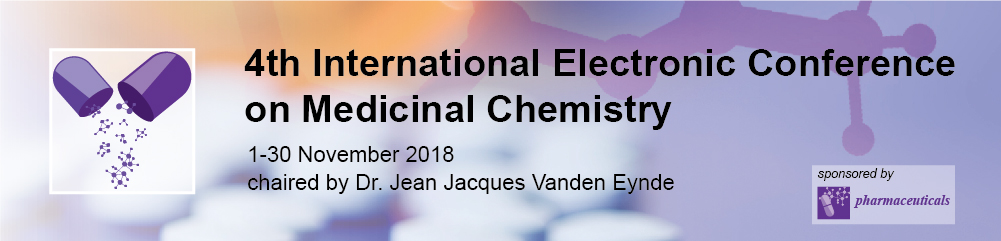 4th International Electronic Conference
on Medicinal Chemistry
1-30 November 2018
chaired by Dr. Jean Jacques Vanden Eynde
sponsored by
pharmaceuticals